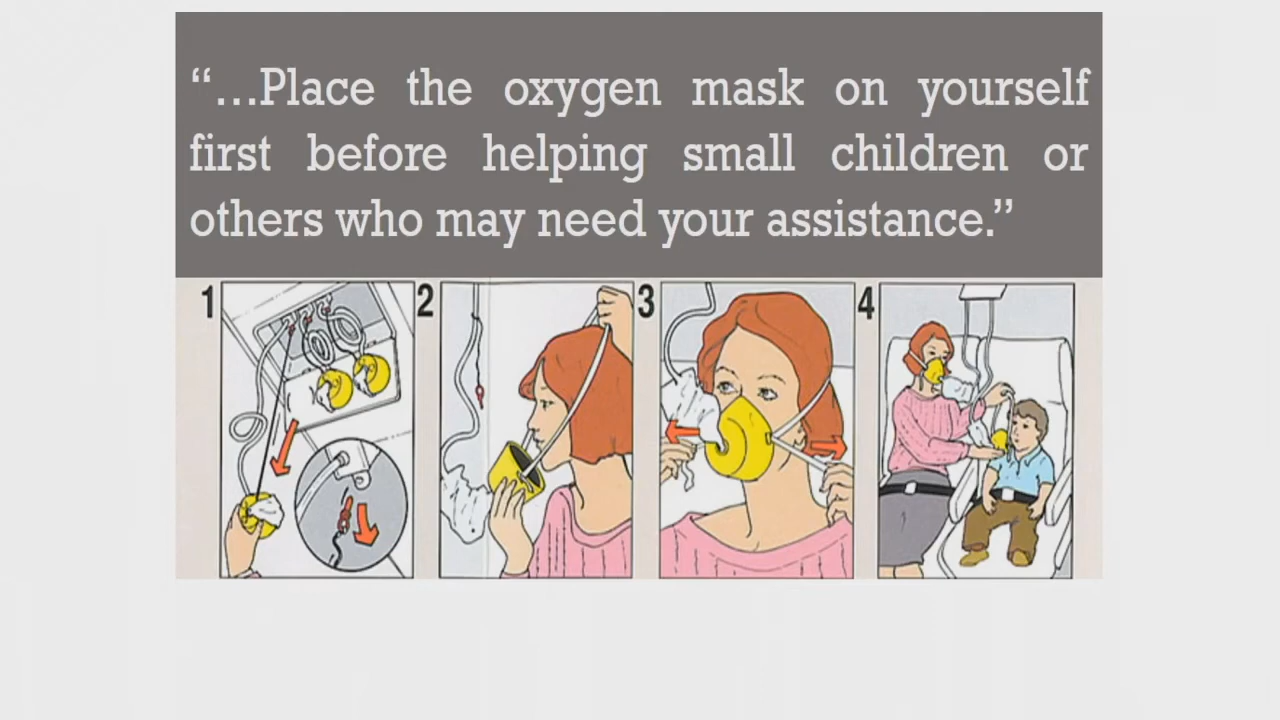 “…Place the oxygen mask on yourself
first before helping small children or
others who may need your assistance.”
1 2 3 4